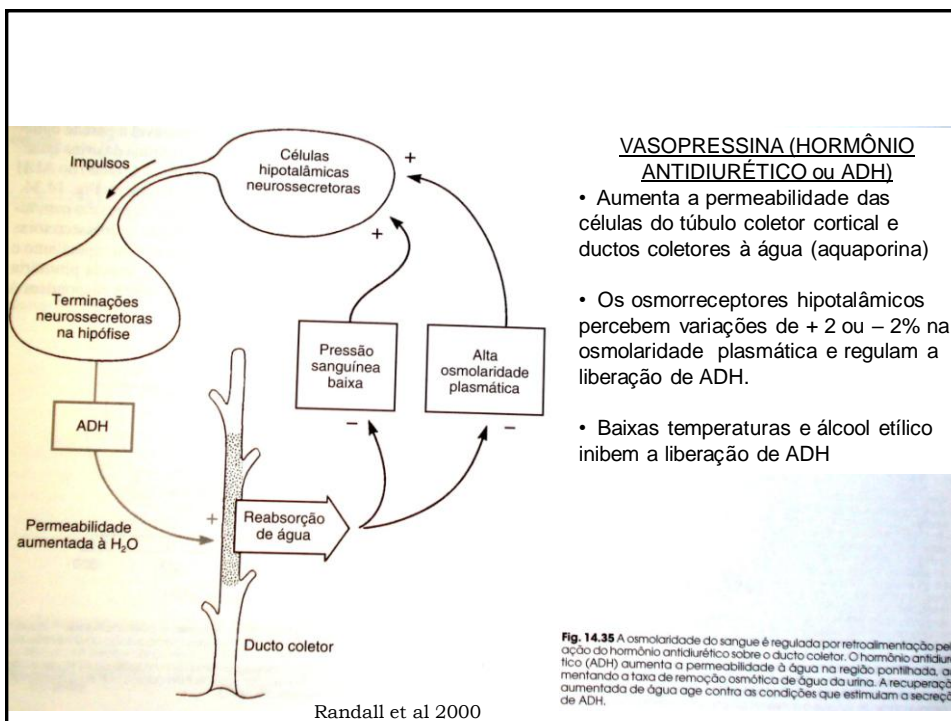 Impulsos
Células
hipotalâmicas
neurossecretoras
+
+
Terminações
neurossecretoras
na hipófise
Pressão
sanguínea
baixa
Alta
osmolaridade
plasmática
–
–
ADH
+
Reabsorção
de água
Permeabilidade
aumentada à H₂O
Ducto coletor
Randall et al 2000
VASOPRESSINA (HORMÔNIO
ANTIDIURÉTICO ou ADH)
• Aumenta a permeabilidade das
células do túbulo coletor cortical e
ductos coletores à água (aquaporina)
• Os osmorreceptores hipotalâmicos
percebem variações de + 2 ou – 2% na
osmolaridade plasmática e regulam a
liberação de ADH.
• Baixas temperaturas e álcool etílico
inibem a liberação de ADH
Fig. 14.35 A osmolaridade do sangue é regulada por retroalimentação pel
ação do hormônio antidiurético sobre o ducto coletor. O hormônio antidiur
tico (ADH) aumenta a permeabilidade à água na região pontilhada, au
mentando a taxa de remoção osmótica de água da urina. A recuperaçã
aumentada de água age contra as condições que estimulam a secreçã
de ADH.